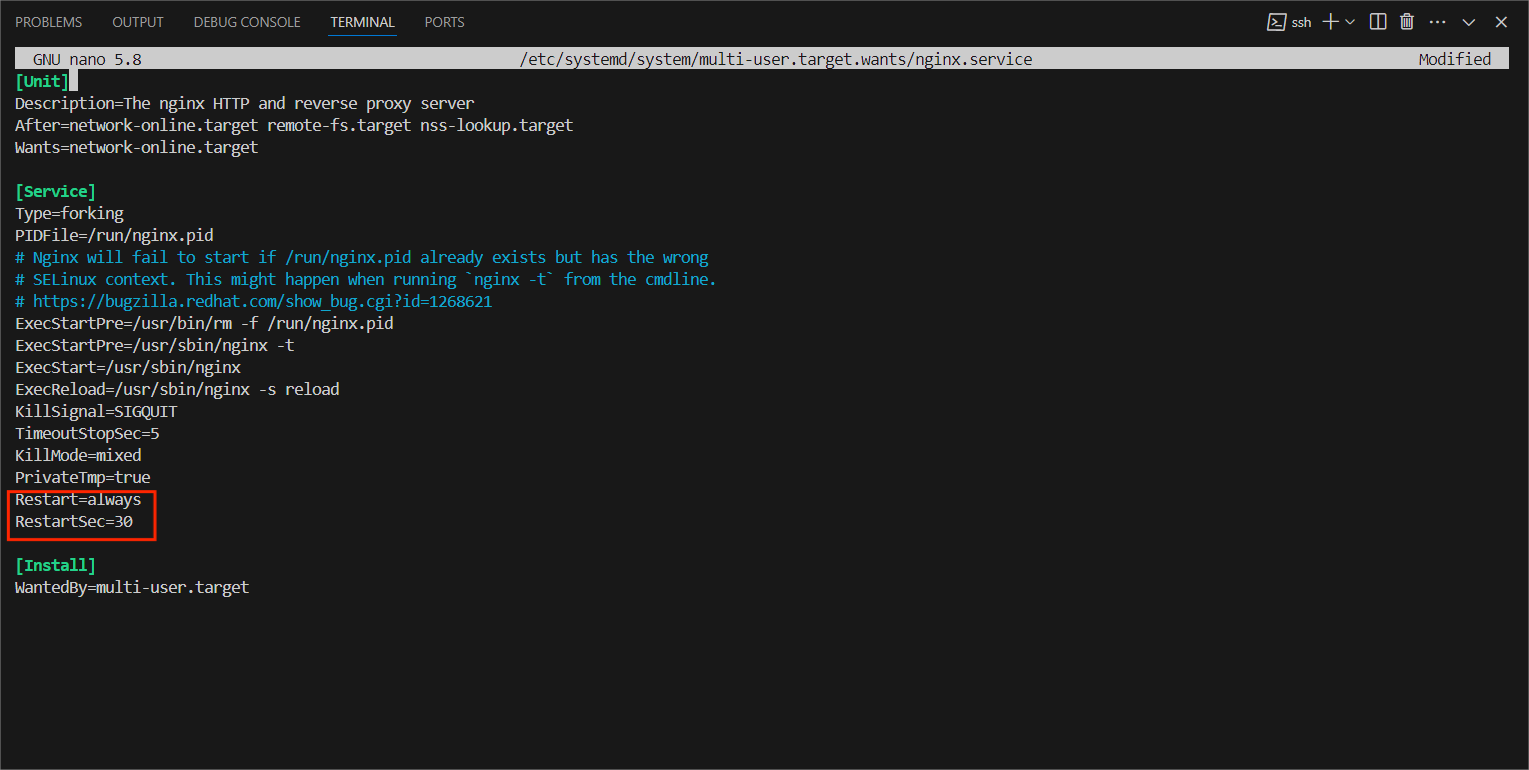 PROBLEMS OUTPUT DEBUG CONSOLE TERMINAL PORTS ssh
GNU nano 5.8 /etc/systemd/system/multi-user.target.wants/nginx.service Modified
[Unit]
Description=The nginx HTTP and reverse proxy server
After=network-online.target remote-fs.target nss-lookup.target
Wants=network-online.target
[Service]
Type=forking
PIDFile=/run/nginx.pid
# Nginx will fail to start if /run/nginx.pid already exists but has the wrong
# SELinux context. This might happen when running `nginx -t` from the cmdline.
# https://bugzilla.redhat.com/show_bug.cgi?id=1268621
ExecStartPre=/usr/bin/rm -f /run/nginx.pid
ExecStartPre=/usr/sbin/nginx -t
ExecStart=/usr/sbin/nginx
ExecReload=/usr/sbin/nginx -s reload
KillSignal=SIGQUIT
TimeoutStopSec=5
KillMode=mixed
PrivateTmp=true
Restart=always
RestartSec=30
[Install]
WantedBy=multi-user.target